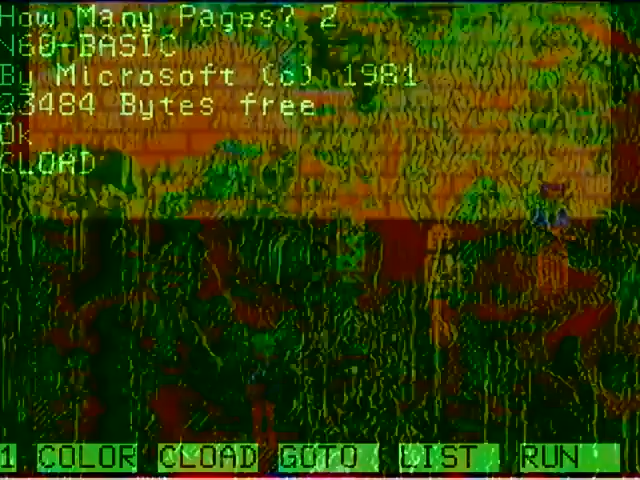 How Many Pages? 2
N60-BASIC
By Microsoft (c) 1981
23484 Bytes free
Ok
CLOAD
1 COLOR CLOAD GOTO LIST RUN